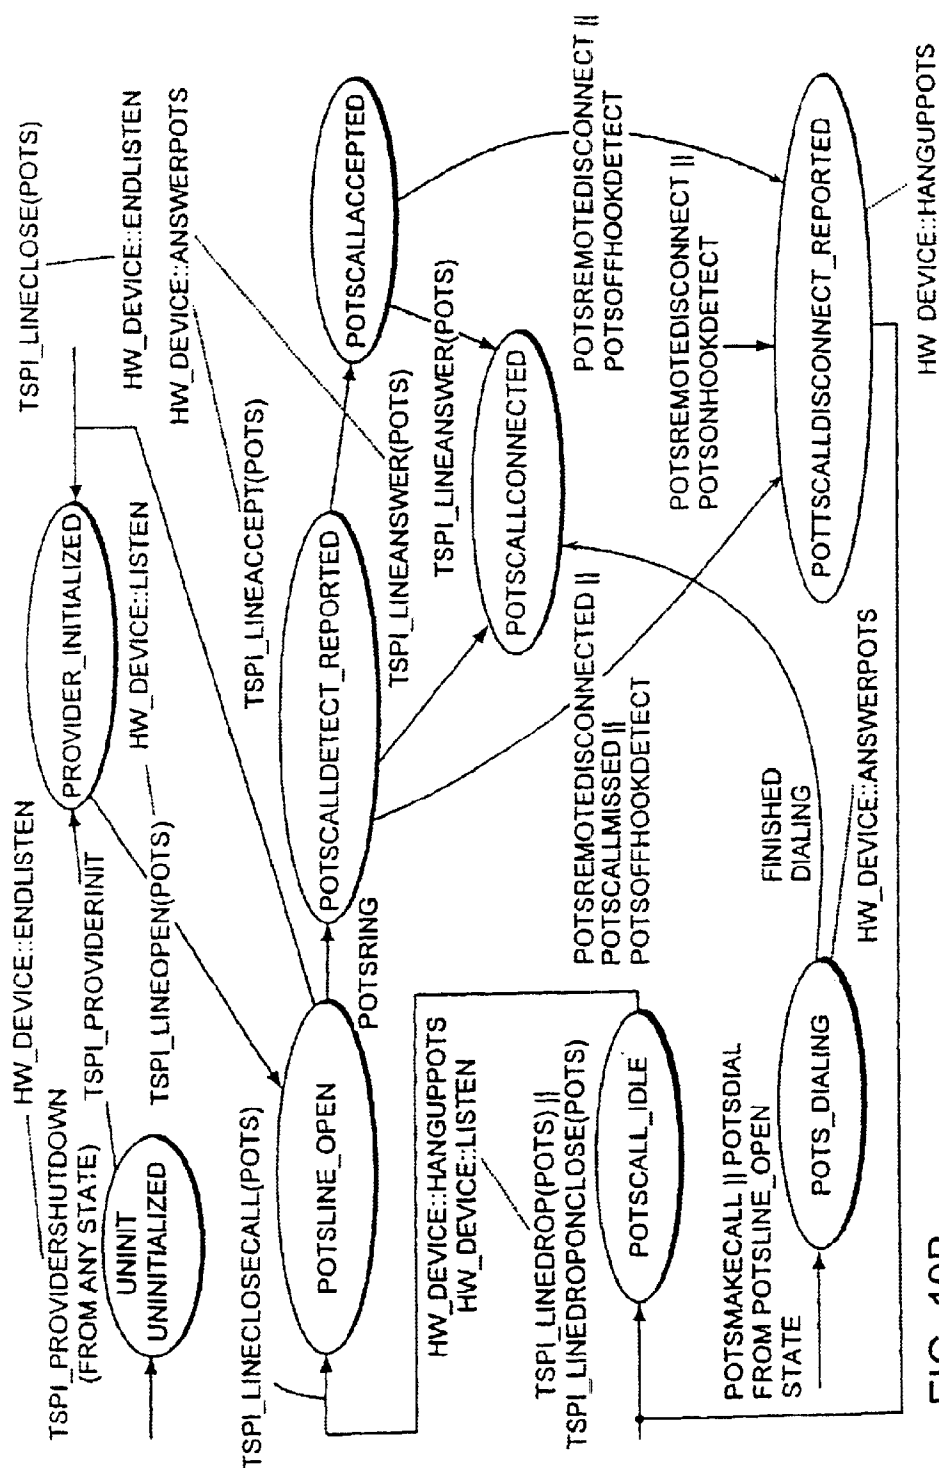 TSPI_PROVIDERSHUTDOWN
(FROM ANY STATE)
HW_DEVICE::ENDLISTEN
UNINIT
UNINITIALIZED
TSPI_PROVIDERINIT
PROVIDER_INITIALIZED
TSPI_LINECLOSE(POTS)
HW_DEVICE::ENDLISTEN
TSPI_LINEOPEN(POTS)
HW_DEVICE::LISTEN
HW_DEVICE::ANSWERPOTS
TSPI_LINECLOSECALL(POTS)
POTSLINE_OPEN
POTSRING
POTSCALLDETECT_REPORTED
TSPI_LINEACCEPT(POTS)
POTSCALLACCEPTED
TSPI_LINEANSWER(POTS)
TSPI_LINEANSWER(POTS)
POTSCALLCONNECTED
HW_DEVICE::HANGUPPOTS
HW_DEVICE::LISTEN
TSPI_LINEDROP(POTS) ||
TSPI_LINEDROPONCLOSE(POTS)
POTSCALL_IDLE
POTSREMOTEDISCONNECTED ||
POTSCALLMISSED ||
POTSOFFHOOKDETECT
POTSREMOTEDISCONNECT ||
POTSOFFHOOKDETECT
POTSREMOTEDISCONNECT ||
POTSONHOOKDETECT
POTSMAKECALL || POTSDIAL
FROM POTSLINE_OPEN
STATE
POTS_DIALING
FINISHED
DIALING
HW_DEVICE::ANSWERPOTS
POTTSCALLDISCONNECT_REPORTED
HW_DEVICE::HANGUPPOTS